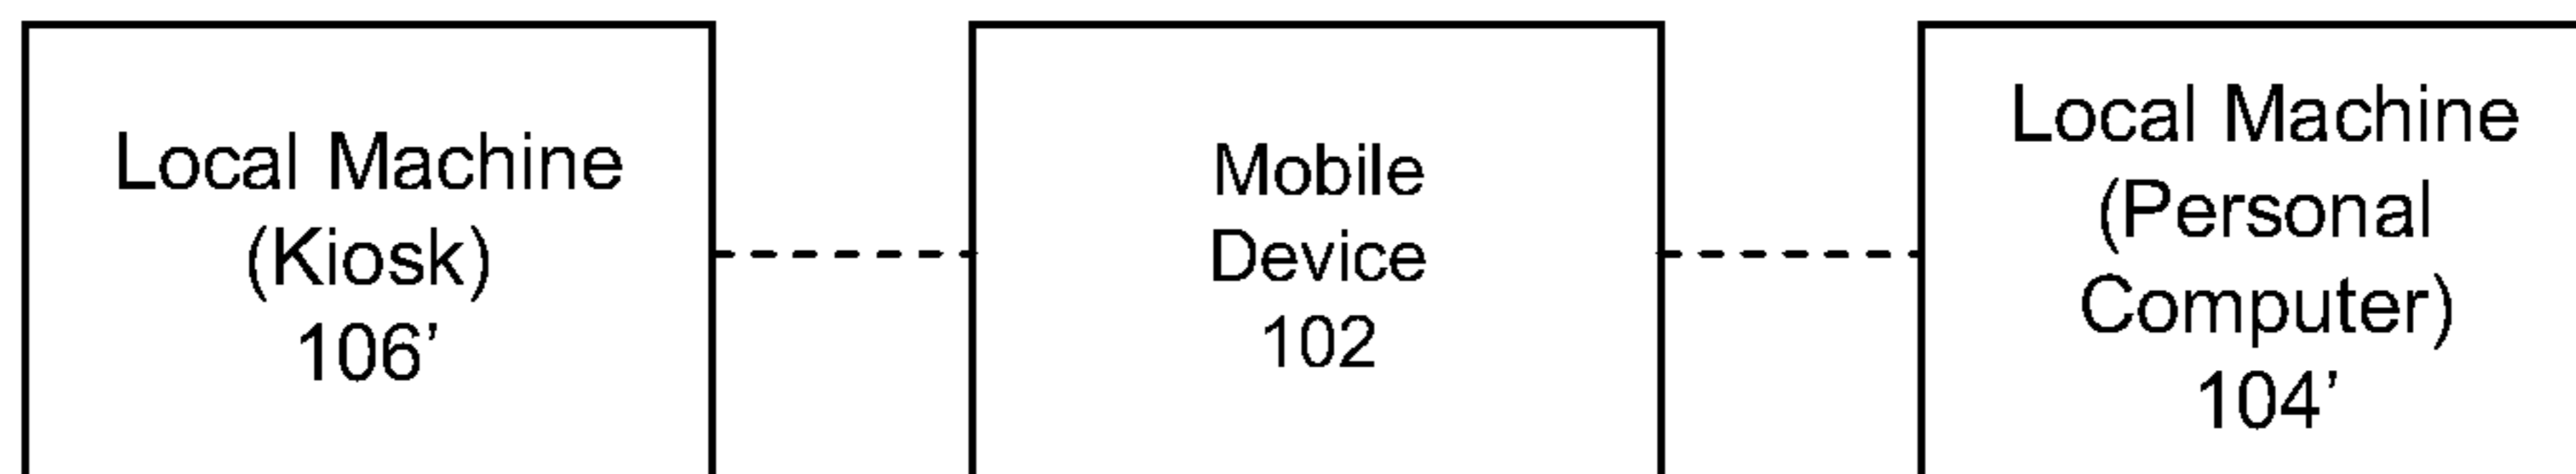 Local Machine
(Kiosk)
106’
Mobile
Device
102
Local Machine
(Personal
Computer)
104’